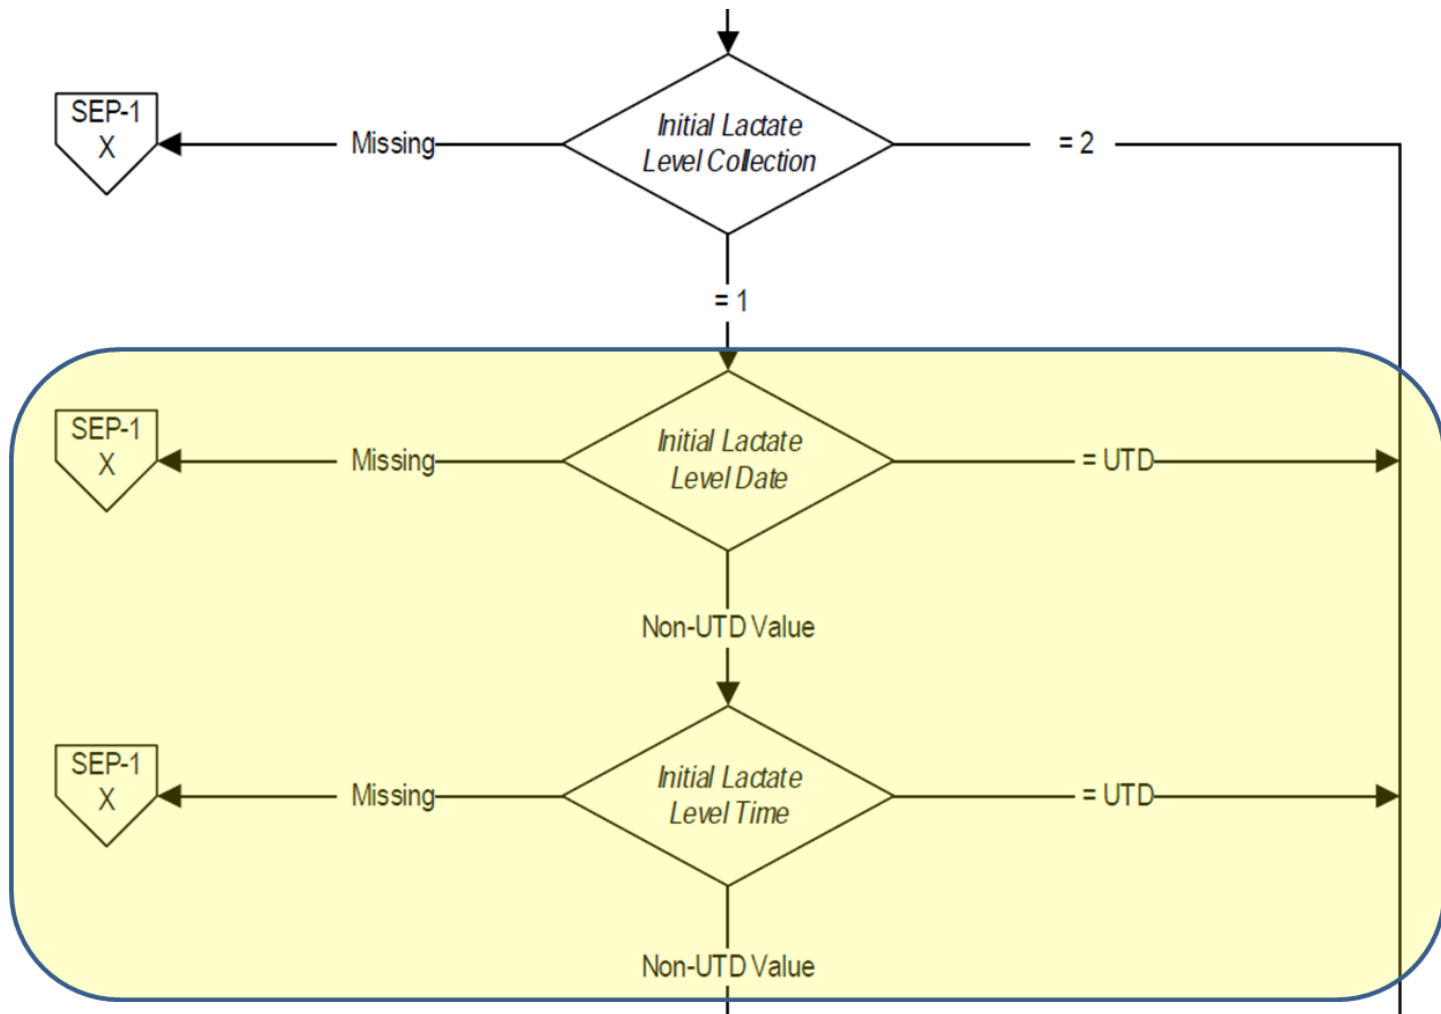 SEP-1
X
Missing
Initial Lactate
Level Collection
= 2
= 1
SEP-1
X
Missing
Initial Lactate
Level Date
= UTD
Non-UTD Value
SEP-1
X
Missing
Initial Lactate
Level Time
= UTD
Non-UTD Value